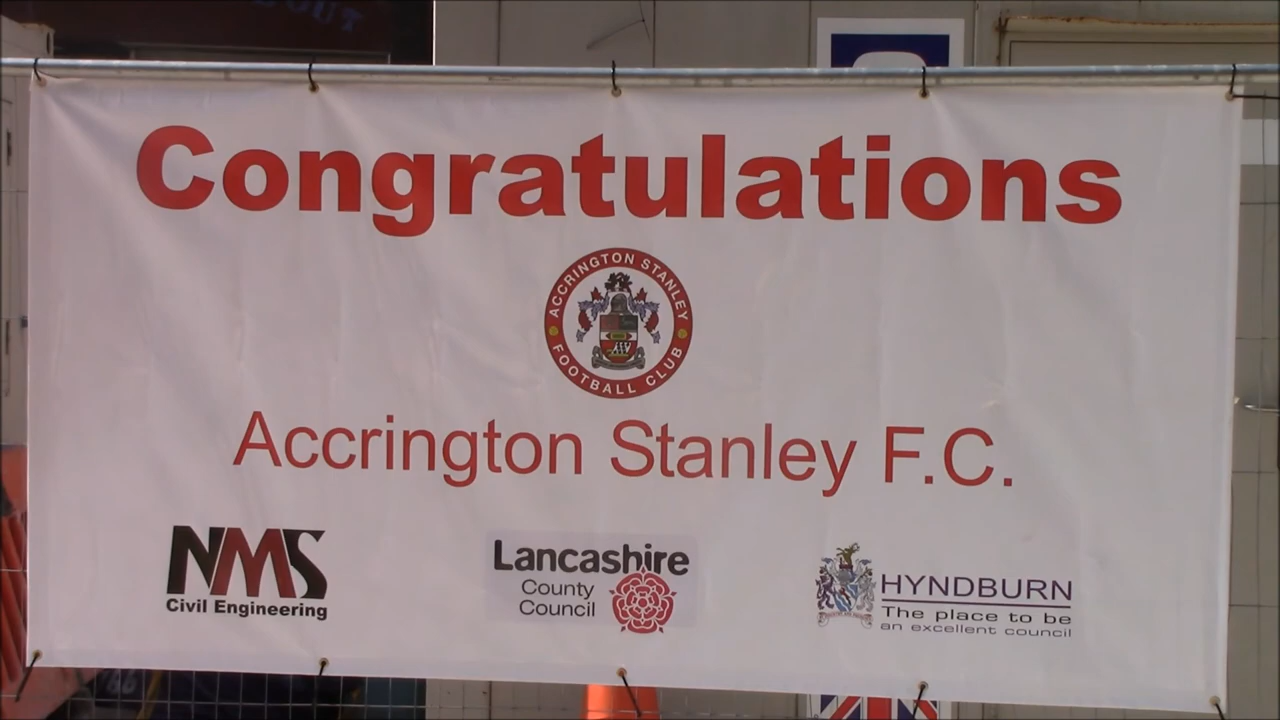 Congratulations
ACCRINGTON STANLEY
FOOTBALL CLUB
Accrington Stanley F.C.
NMS
Civil Engineering
Lancashire
County
Council
HYNDBURN
The place to be
an excellent council